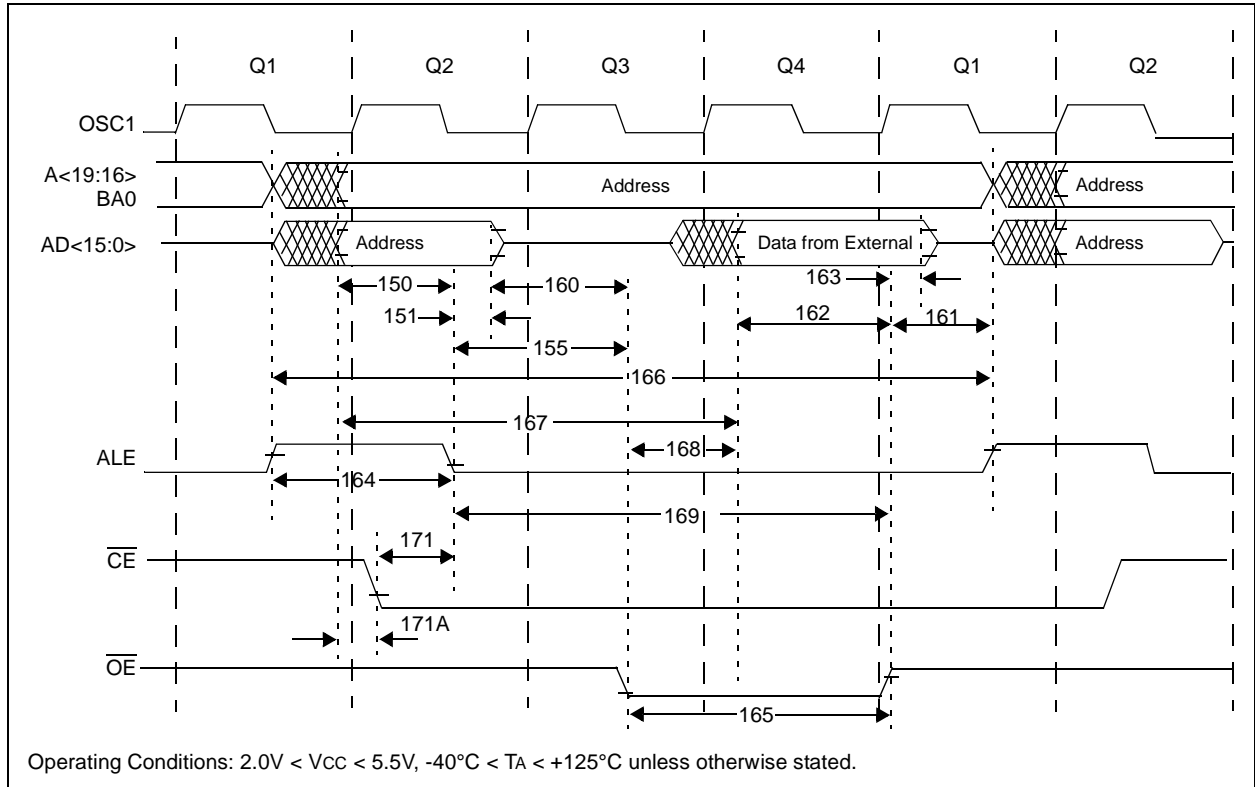 Q1 Q2 Q3 Q4 Q1 Q2
OSC1
A<19:16>
BA0
Address
Address
AD<15:0>
Address
Data from External
Address
163
150
160
151
162
161
155
166
167
168
ALE
164
169
171
CE
171A
OE
165
Operating Conditions: 2.0V < VCC < 5.5V, -40°C < TA < +125°C unless otherwise stated.